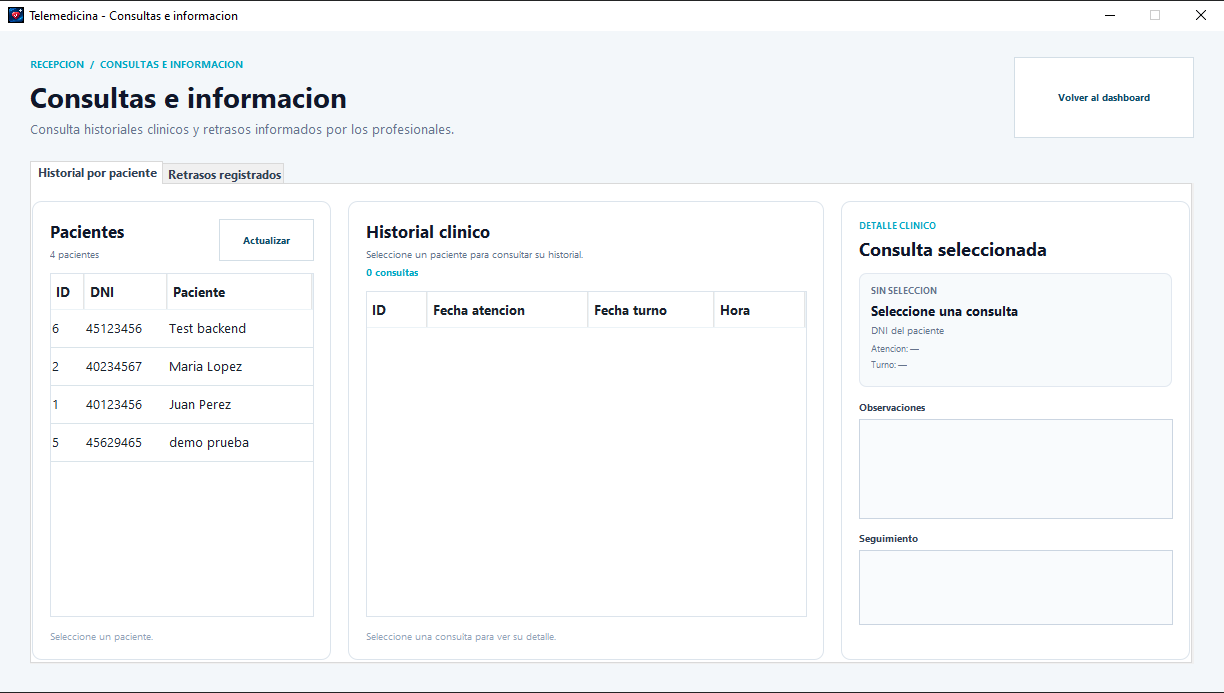 Telemedicina - Consultas e informacion
RECEPCION / CONSULTAS E INFORMACION
Consultas e informacion
Consulta historiales clinicos y retrasos informados por los profesionales.
Volver al dashboard
Historial por paciente
Retrasos registrados
Pacientes
4 pacientes
Actualizar
ID DNI Paciente
6 45123456 Test backend
2 40234567 Maria Lopez
1 40123456 Juan Perez
5 45629465 demo prueba
Seleccione un paciente.
Historial clinico
Seleccione un paciente para consultar su historial.
0 consultas
ID Fecha atencion Fecha turno Hora
Seleccione una consulta para ver su detalle.
DETALLE CLINICO
Consulta seleccionada
SIN SELECCION
Seleccione una consulta
DNI del paciente
Atencion: —
Turno: —
Observaciones
Seguimiento